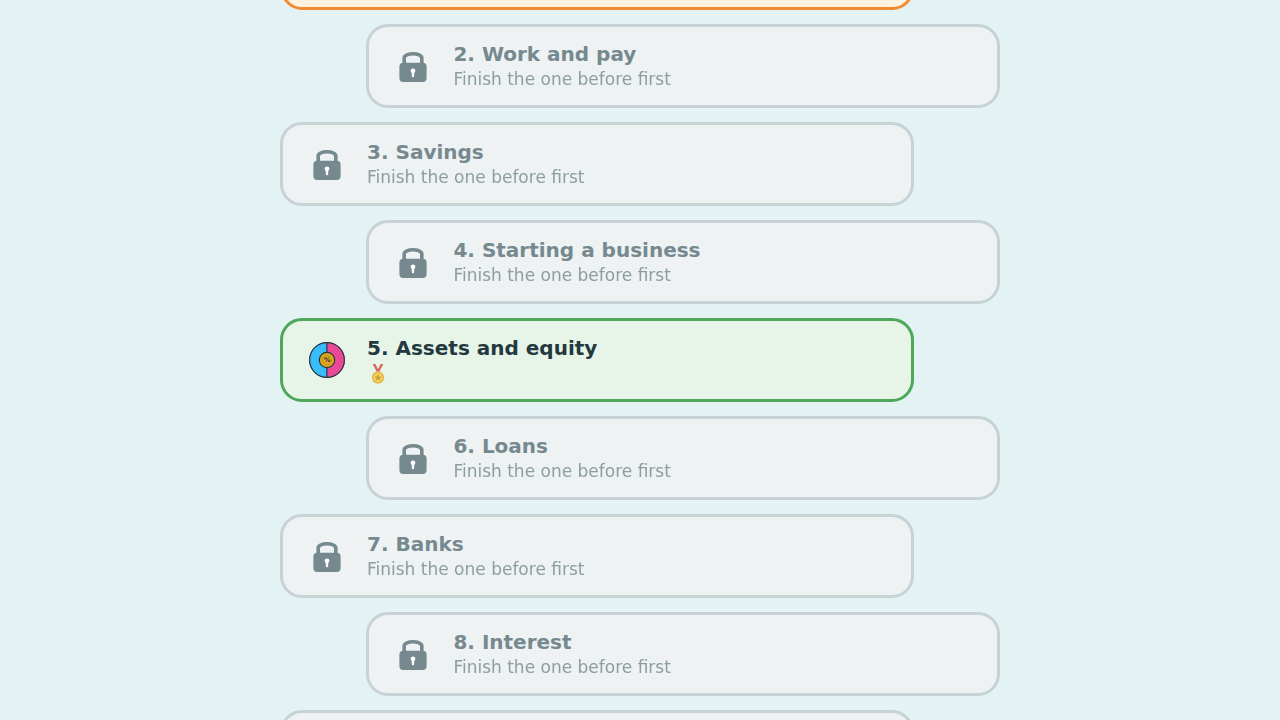 2. Work and pay
Finish the one before first
3. Savings
Finish the one before first
4. Starting a business
Finish the one before first
%
5. Assets and equity
6. Loans
Finish the one before first
7. Banks
Finish the one before first
8. Interest
Finish the one before first